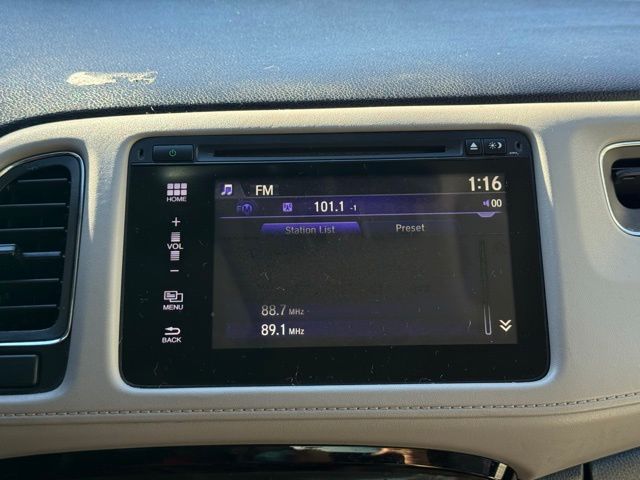 FM
1:16
FM 101.1 -1 00
Station List Preset
88.7 MHz
89.1 MHz
HOME
+
VOL
-
MENU
BACK